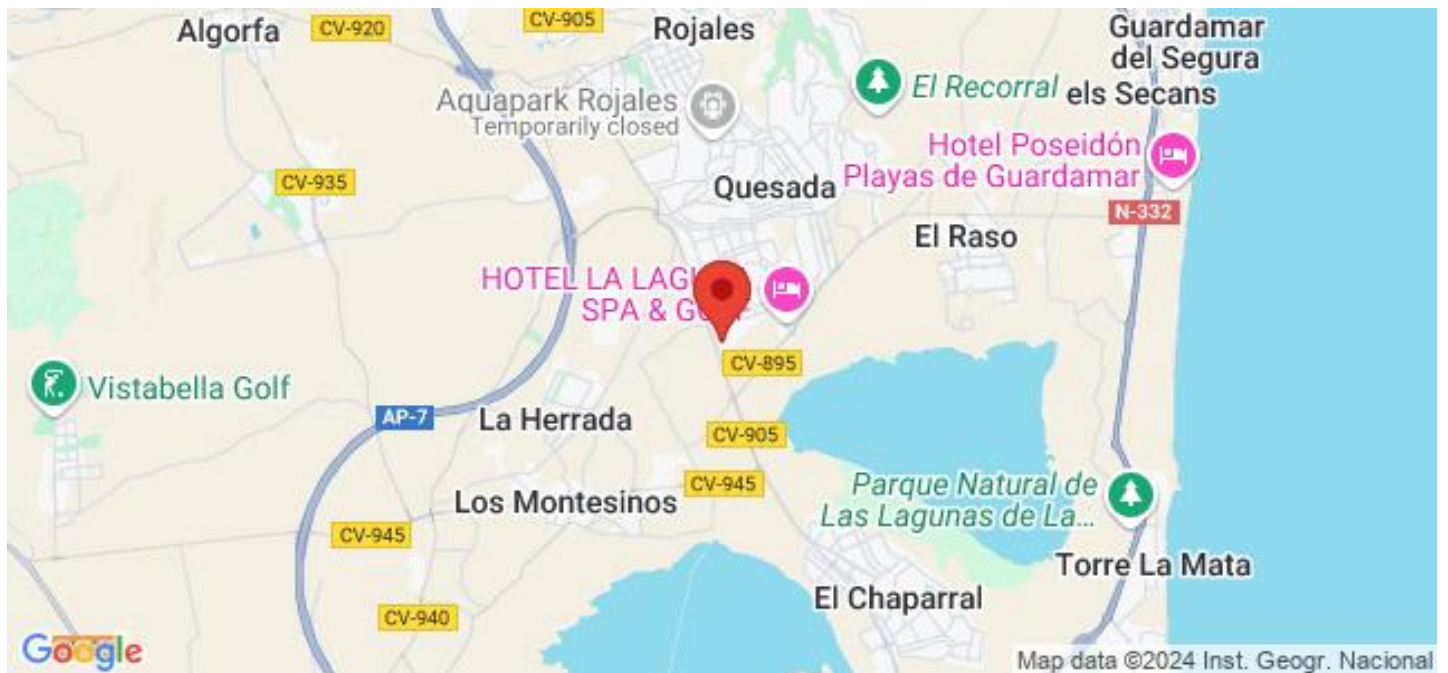 Algorfa
CV-920
CV-905
Rojales
Guardamar
del Segura
Aquapark Rojales
Temporarily closed
El Recorral
els Secans
Hotel Poseidón
Playas de Guardamar
CV-935
Quesada
N-332
El Raso
HOTEL LA LAGU
SPA & G
CV-895
Vistabella Golf
AP-7
La Herrada
CV-905
Los Montesinos
CV-945
Parque Natural de
Las Lagunas de La...
CV-945
Torre La Mata
El Chaparral
CV-940
Google
Map data ©2024 Inst. Geogr. Nacional